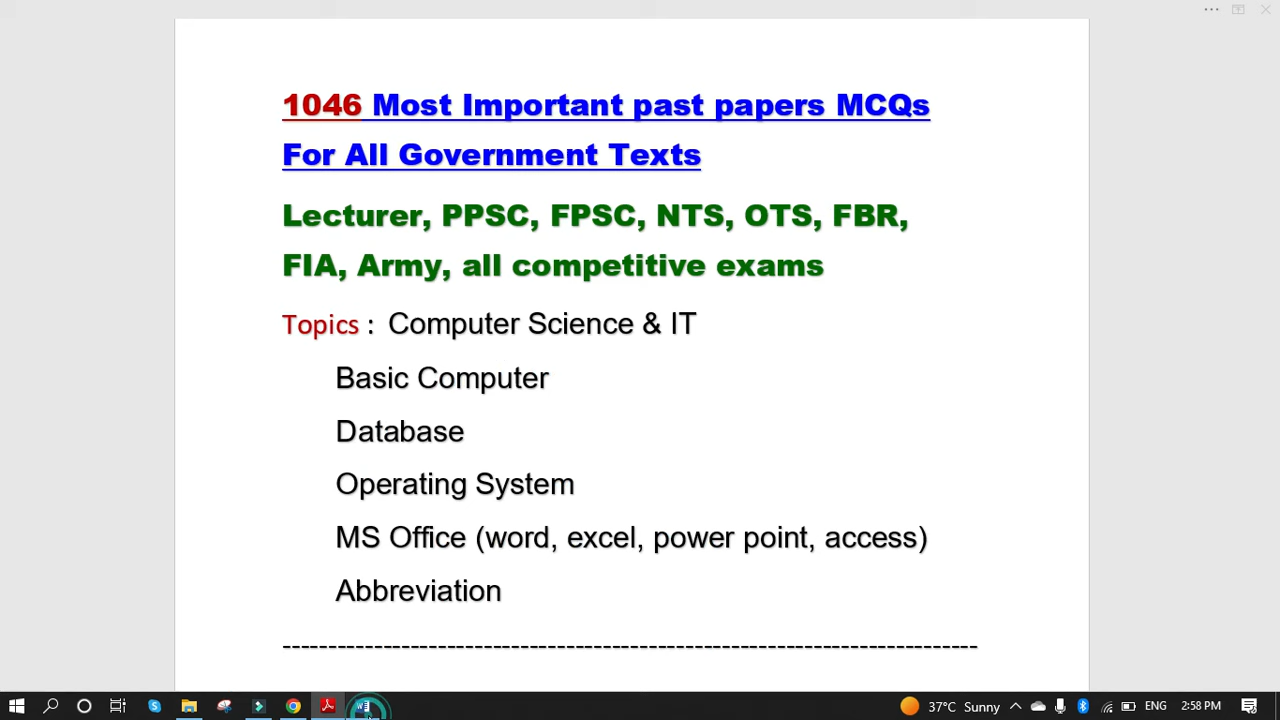 1046 Most Important past papers MCQs
For All Government Texts
Lecturer, PPSC, FPSC, NTS, OTS, FBR,
FIA, Army, all competitive exams
Topics : Computer Science & IT
Basic Computer
Database
Operating System
MS Office (word, excel, power point, access)
Abbreviation
---------------------------------------------------------------------------
37°C Sunny ENG 2:58 PM